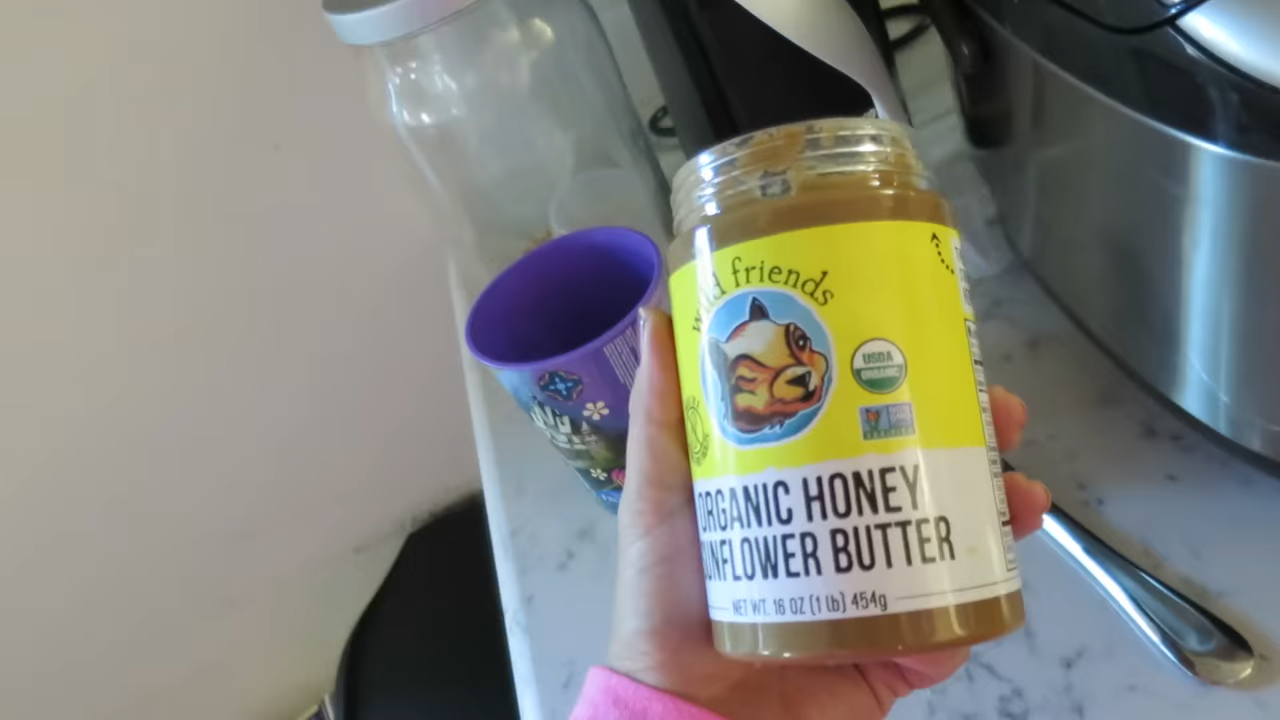 wild friends
USDA
ORGANIC
ORGANIC HONEY
SUNFLOWER BUTTER
NET WT. 16 OZ (1 lb) 454g